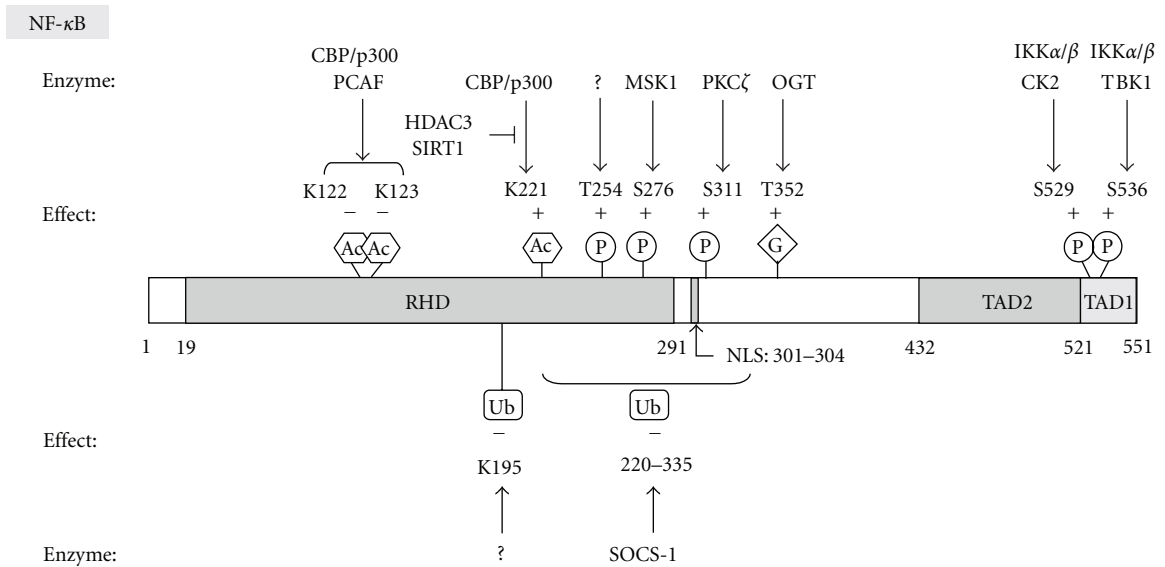 NF-κB
CBP/p300
IKKα/β IKKα/β
Enzyme: PCAF CBP/p300 ? MSK1 PKCζ OGT CK2 TBK1
HDAC3
SIRT1
K122 K123 K221 T254 S276 S311 T352 S529 S536
Effect: − − + + + + + + +
Ac Ac Ac P P P G P P
RHD TAD2 TAD1
1 19 291 NLS: 301–304 432 521 551
Ub Ub
Effect: − −
K195 220–335
Enzyme: ? SOCS-1